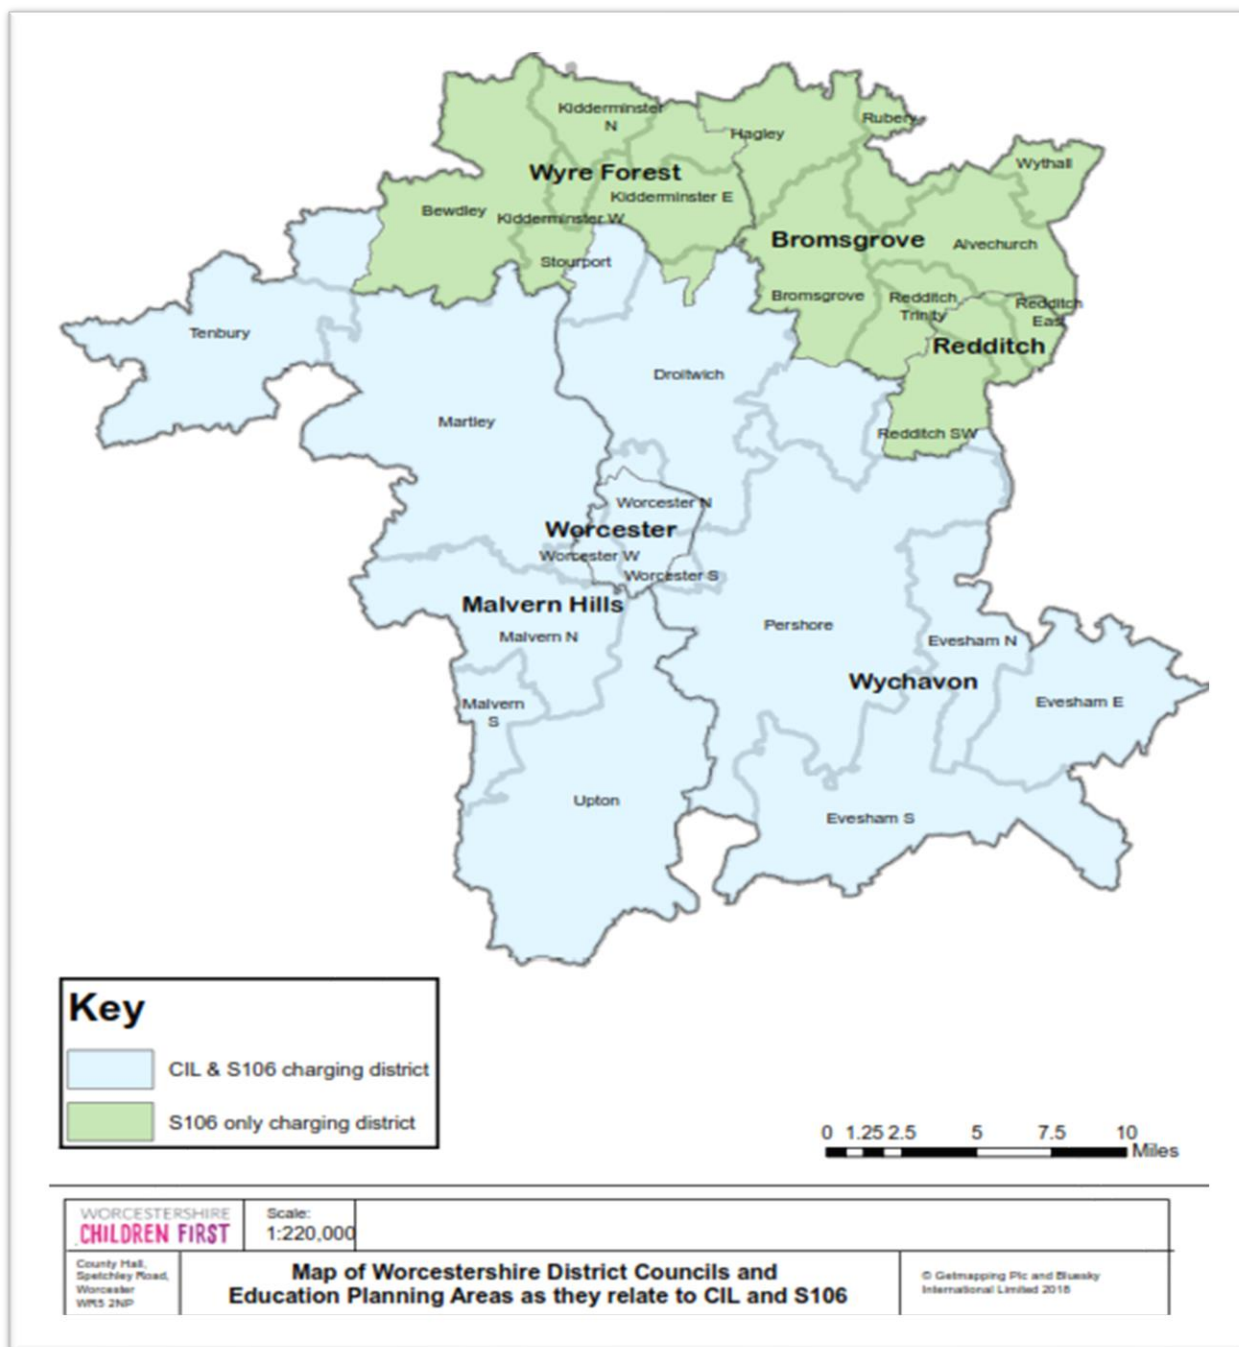 Kidderminster
N
Hagley
Rubery
Wythall
Wyre Forest
Kidderminster E
Bewdley
Kidderminster W
Bromsgrove
Alvechurch
Stourport
Bromsgrove
Redditch
Trinity
Redditch
East
Tenbury
Redditch
Droitwich
Martley
Redditch SW
Worcester N
Worcester
Worcester W
Worcester S
Malvern Hills
Malvern N
Pershore
Evesham N
Wychavon
Malvern
S
Evesham E
Upton
Evesham S
Key
CIL & S106 charging district
S106 only charging district
0 1.25 2.5 5 7.5 10
Miles
WORCESTERSHIRE
CHILDREN FIRST
Scale:
1:220,000
County Hall,
Spetchley Road,
Worcester
WR5 2NP
Map of Worcestershire District Councils and
Education Planning Areas as they relate to CIL and S106
© Getmapping Plc and Bluesky
International Limited 2018